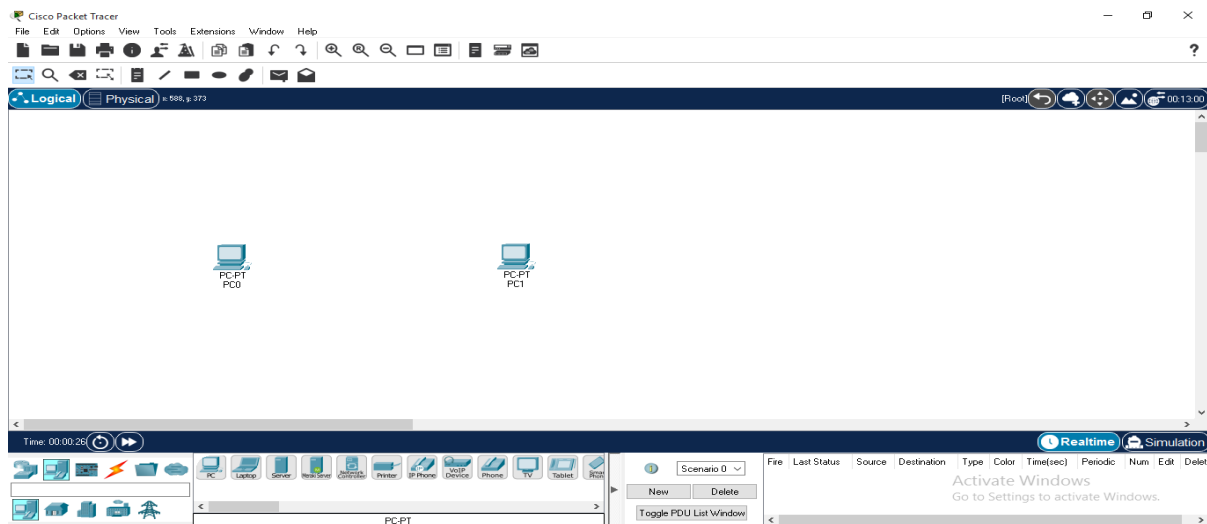 Cisco Packet Tracer
File Edit Options View Tools Extensions Window Help
?
Logical Physical x: 588, y: 373 [Root] 00:13:00
PC-PT
PC0
PC-PT
PC1
Time: 00:00:26 Realtime Simulation
PC Laptop Server Printer IP Phone VoIP Device Phone TV Tablet
Scenario 0
New Delete
Toggle PDU List Window
Fire Last Status Source Destination Type Color Time(sec) Periodic Num Edit Delet
Activate Windows
Go to Settings to activate Windows.
PC-PT